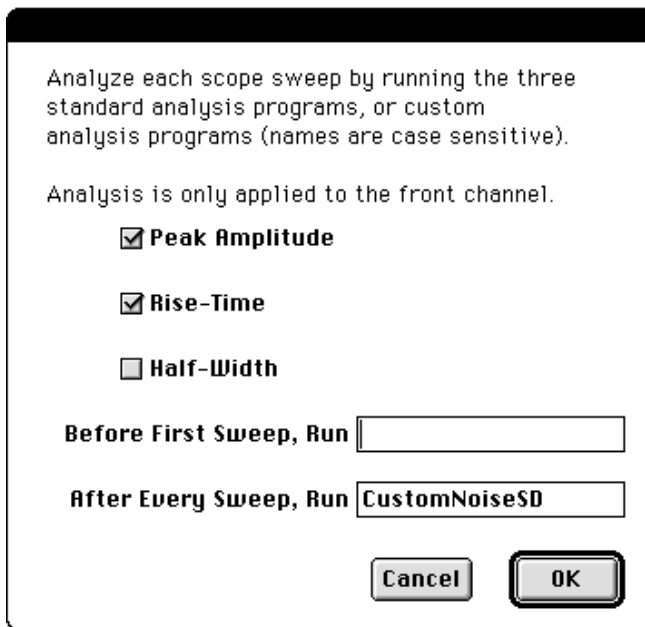 Analyze each scope sweep by running the three
standard analysis programs, or custom
analysis programs (names are case sensitive).
Analysis is only applied to the front channel.
Peak Amplitude
Rise-Time
Half-Width
Before First Sweep, Run
After Every Sweep, Run CustomNoiseSD
Cancel OK